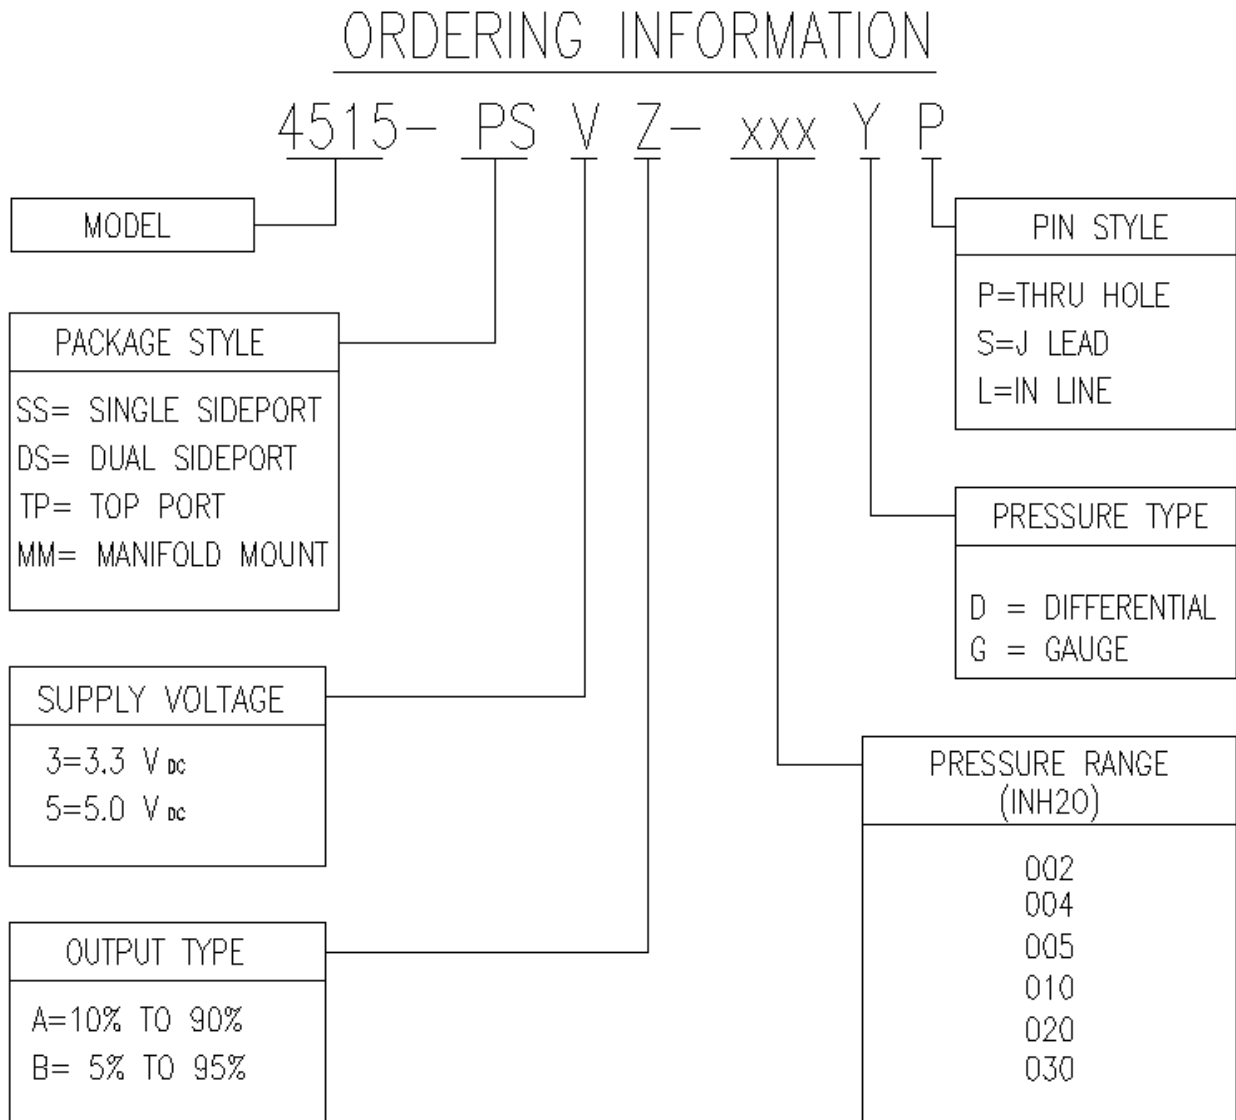 ORDERING INFORMATION
4515- PS V Z- xxx Y P
MODEL
PACKAGE STYLE
SS= SINGLE SIDEPORT
DS= DUAL SIDEPORT
TP= TOP PORT
MM= MANIFOLD MOUNT
SUPPLY VOLTAGE
3=3.3 V DC
5=5.0 V DC
OUTPUT TYPE
A=10% TO 90%
B= 5% TO 95%
PIN STYLE
P=THRU HOLE
S=J LEAD
L=IN LINE
PRESSURE TYPE
D = DIFFERENTIAL
G = GAUGE
PRESSURE RANGE
(INH2O)
002
004
005
010
020
030